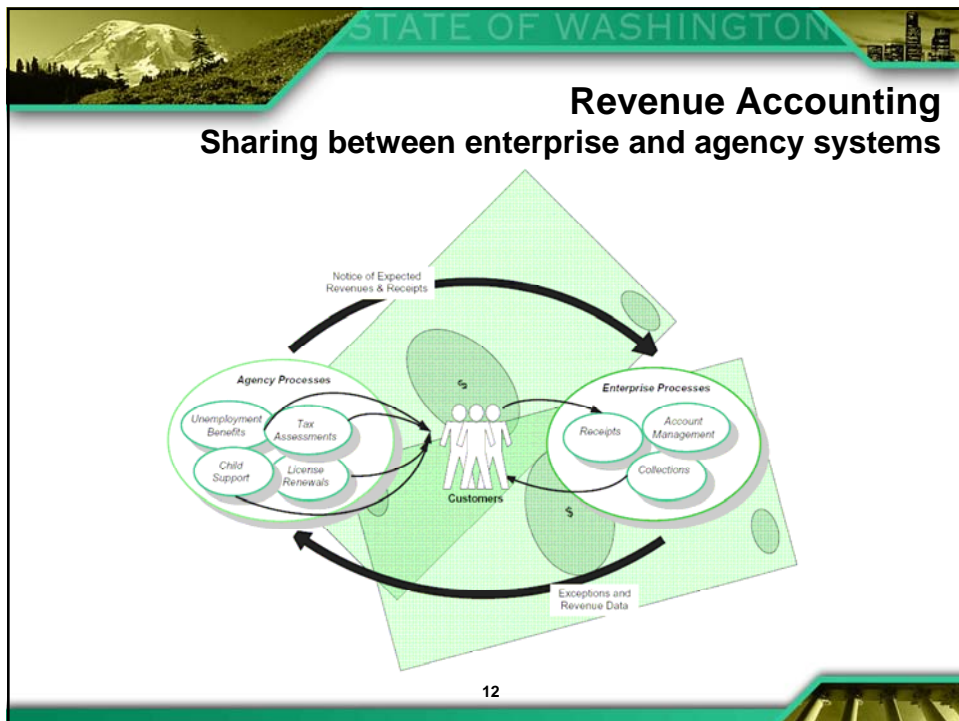 STATE OF WASHINGTON
Revenue Accounting
Sharing between enterprise and agency systems
Notice of Expected
Revenues & Receipts
Agency Processes
Unemployment
Benefits
Tax
Assessments
Child
Support
License
Renewals
$
Customers
Enterprise Processes
Receipts
Account
Management
Collections
$
Exceptions and
Revenue Data
12